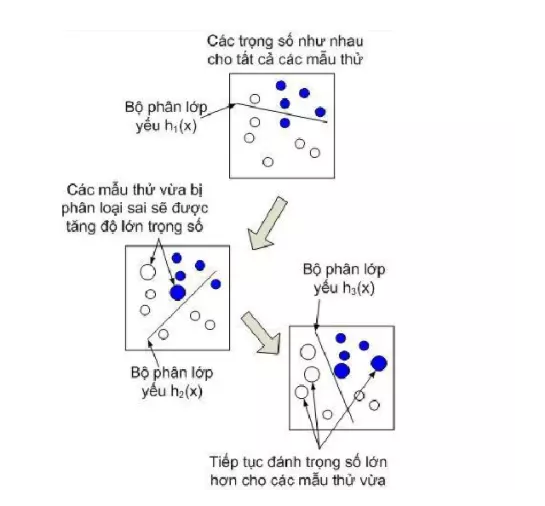 Các trọng số như nhau
cho tất cả các mẫu thử
Bộ phân lớp
yếu h₁(x)
Các mẫu thử vừa bị
phân loại sai sẽ được
tăng độ lớn trọng số
Bộ phân lớp
yếu h₃(x)
Bộ phân lớp
yếu h₂(x)
Tiếp tục đánh trọng số lớn
hơn cho các mẫu thử vừa